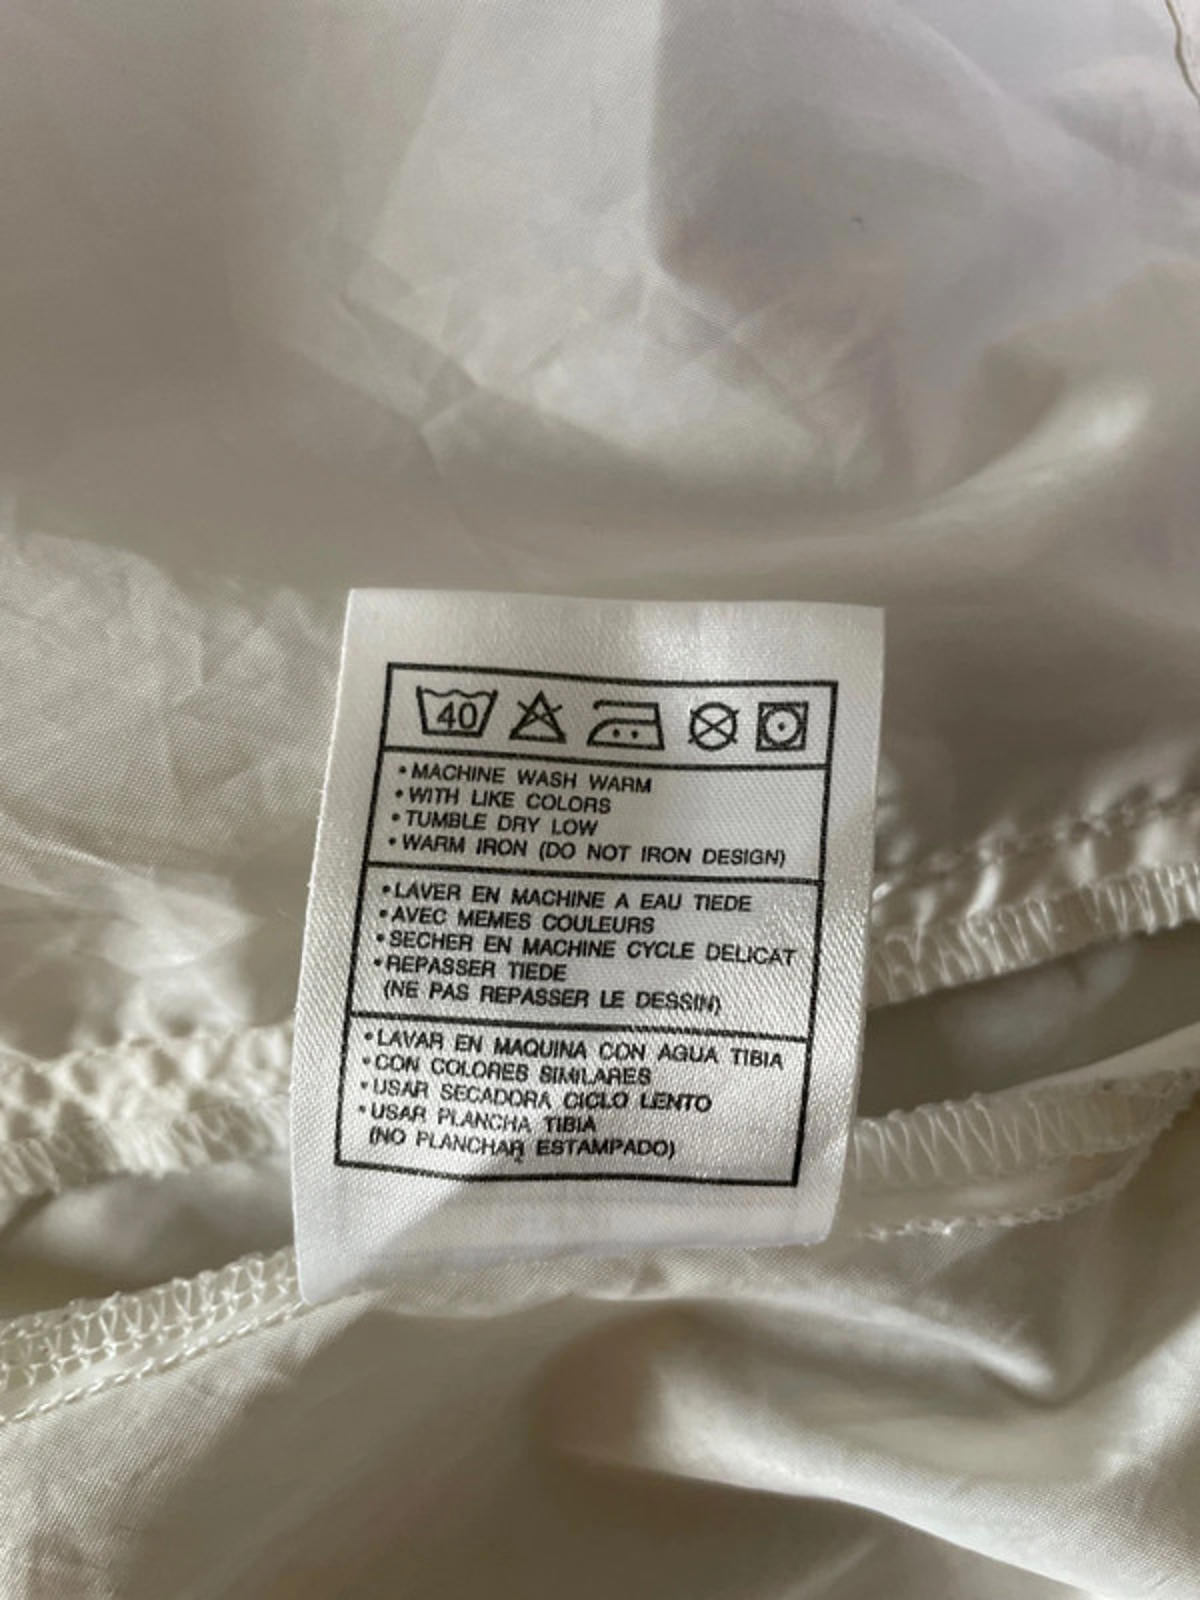 40
• MACHINE WASH WARM
• WITH LIKE COLORS
• TUMBLE DRY LOW
• WARM IRON (DO NOT IRON DESIGN)
• LAVER EN MACHINE A EAU TIEDE
• AVEC MEMES COULEURS
• SECHER EN MACHINE CYCLE DELICAT
• REPASSER TIEDE
(NE PAS REPASSER LE DESSIN)
• LAVAR EN MAQUINA CON AGUA TIBIA
• CON COLORES SIMILARES
• USAR SECADORA CICLO LENTO
• USAR PLANCHA TIBIA
(NO PLANCHAR ESTAMPADO)